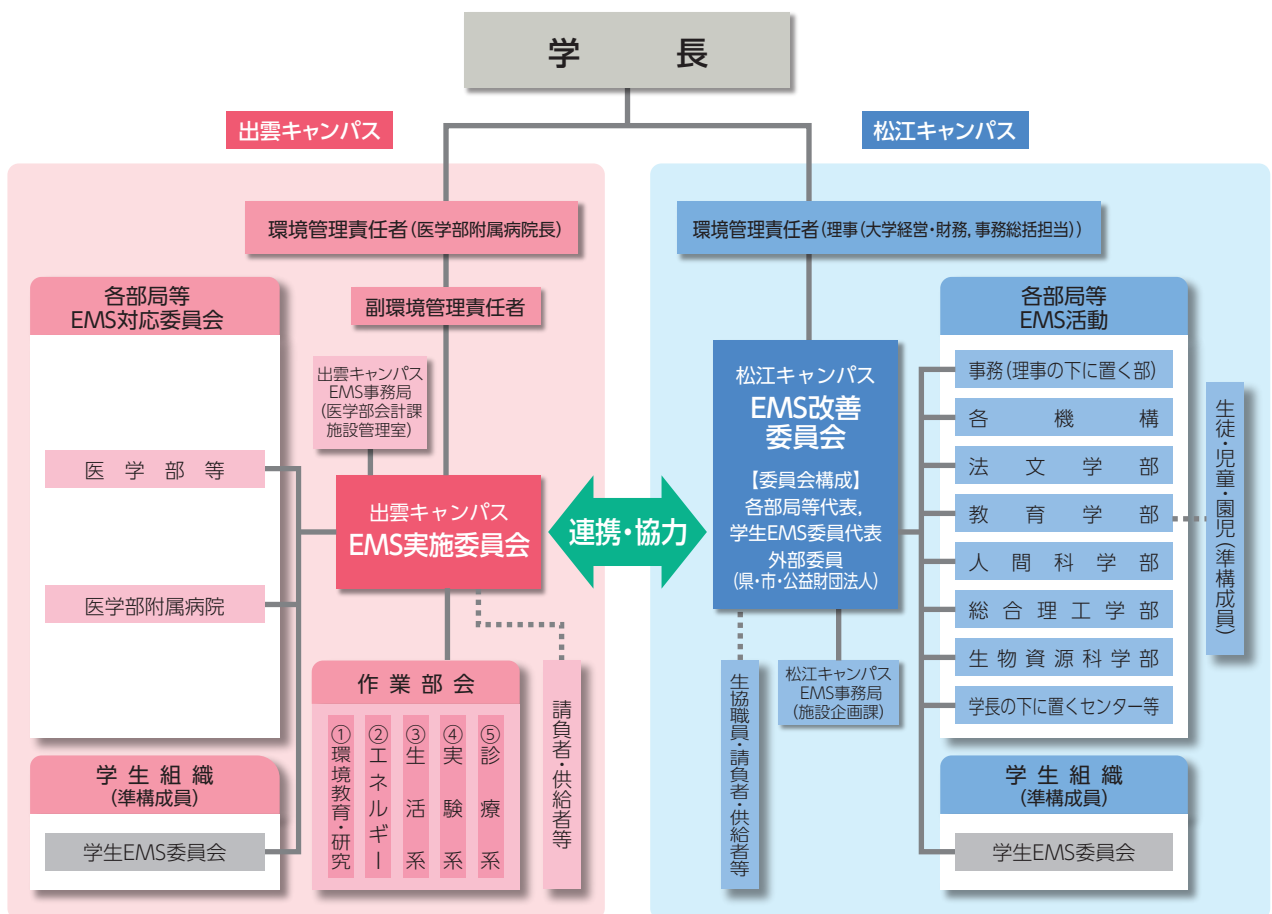 学長
出雲キャンパス
松江キャンパス
環境管理責任者(医学部附属病院長)
副環境管理責任者
各部局等
EMS対応委員会
出雲キャンパス
EMS事務局
(医学部会計課
施設管理室)
医学部等
医学部附属病院
出雲キャンパス
EMS実施委員会
作業部会
①環境教育・研究
②エネルギー
③生活系
④実験系
⑤診療系
請負者・供給者等
学生組織
(準構成員)
学生EMS委員会
連携・協力
環境管理責任者(理事(大学経営・財務,事務総括担当))
松江キャンパス
EMS改善
委員会
【委員会構成】
各部局等代表,
学生EMS委員代表
外部委員
(県・市・公益財団法人)
生協職員・請負者・供給者等
松江キャンパス
EMS事務局
(施設企画課)
各部局等
EMS活動
事務(理事の下に置く部)
各機構
法文学部
教育学部
人間科学部
総合理工学部
生物資源科学部
学長の下に置くセンター等
生徒・児童・園児(準構成員)
学生組織
(準構成員)
学生EMS委員会